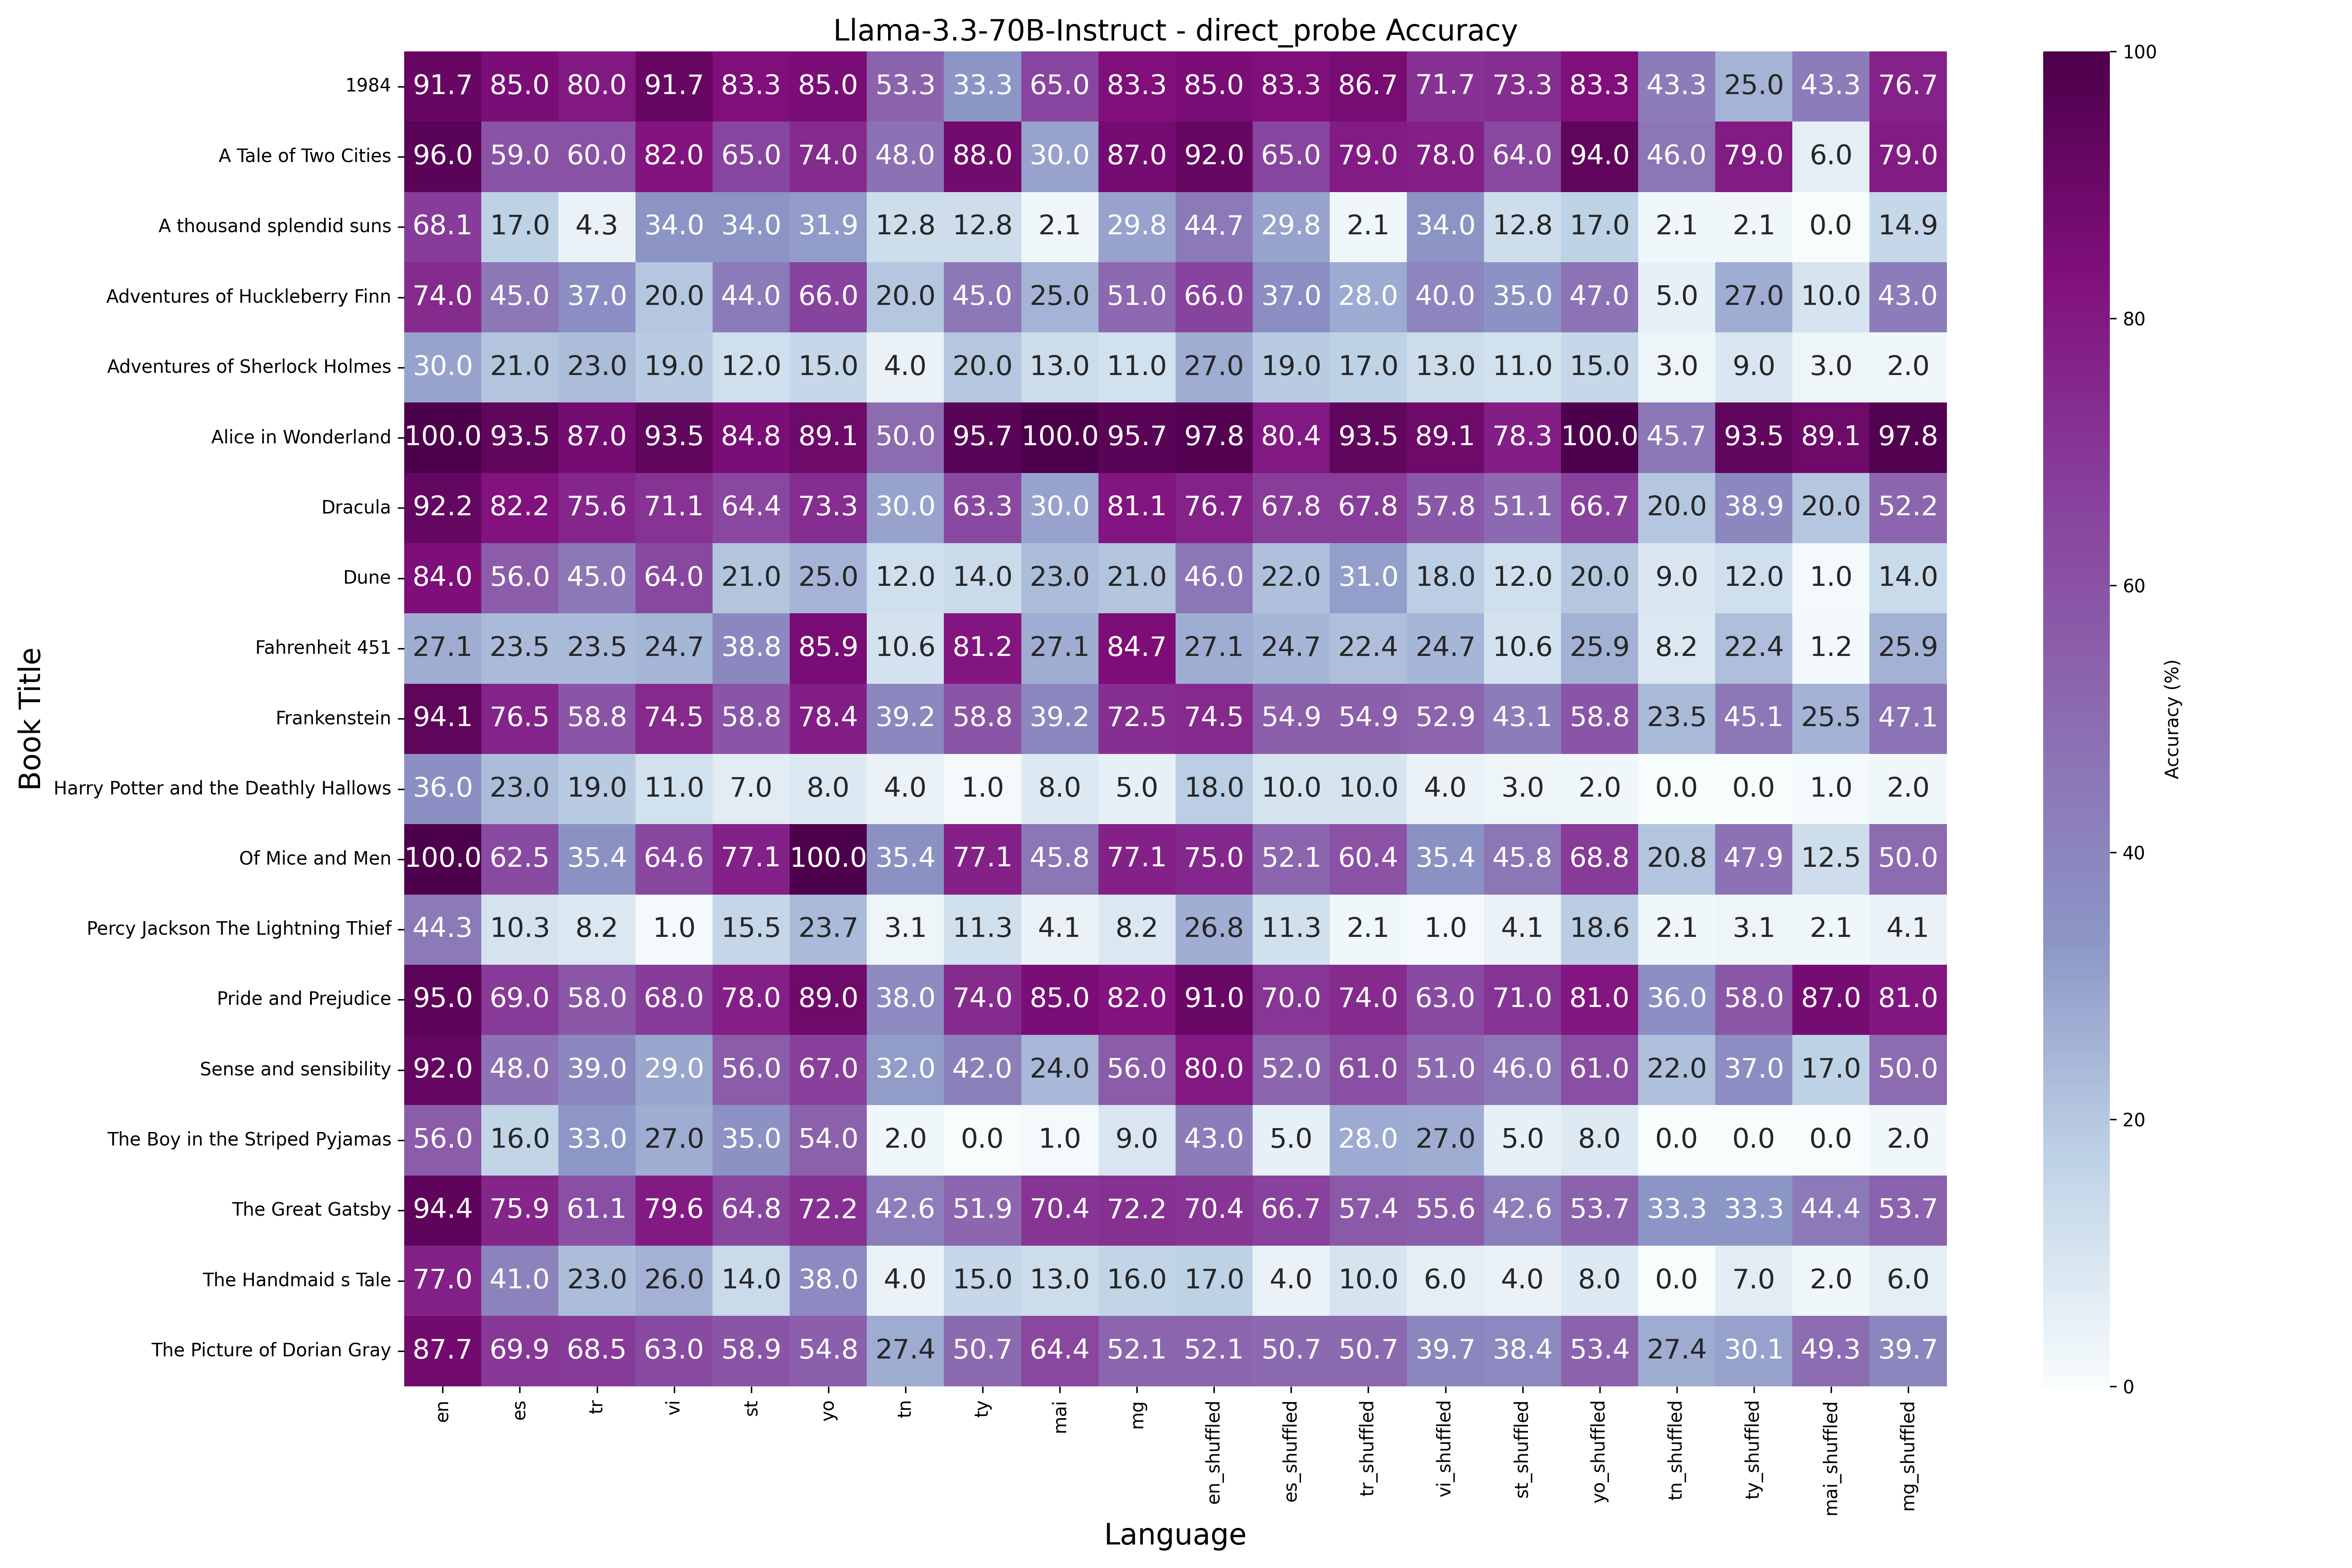 Llama-3.3-70B-Instruct - direct_probe Accuracy
1984 91.7 85.0 80.0 91.7 83.3 85.0 53.3 33.3 65.0 83.3 85.0 83.3 86.7 71.7 73.3 83.3 43.3 25.0 43.3 76.7
A Tale of Two Cities 96.0 59.0 60.0 82.0 65.0 74.0 48.0 88.0 30.0 87.0 92.0 65.0 79.0 78.0 64.0 94.0 46.0 79.0 6.0 79.0
A thousand splendid suns 68.1 17.0 4.3 34.0 34.0 31.9 12.8 12.8 2.1 29.8 44.7 29.8 2.1 34.0 12.8 17.0 2.1 2.1 0.0 14.9
Adventures of Huckleberry Finn 74.0 45.0 37.0 20.0 44.0 66.0 20.0 45.0 25.0 51.0 66.0 37.0 28.0 40.0 35.0 47.0 5.0 27.0 10.0 43.0
Adventures of Sherlock Holmes 30.0 21.0 23.0 19.0 12.0 15.0 4.0 20.0 13.0 11.0 27.0 19.0 17.0 13.0 11.0 15.0 3.0 9.0 3.0 2.0
Alice in Wonderland 100.0 93.5 87.0 93.5 84.8 89.1 50.0 95.7 100.0 95.7 97.8 80.4 93.5 89.1 78.3 100.0 45.7 93.5 89.1 97.8
Dracula 92.2 82.2 75.6 71.1 64.4 73.3 30.0 63.3 30.0 81.1 76.7 67.8 67.8 57.8 51.1 66.7 20.0 38.9 20.0 52.2
Dune 84.0 56.0 45.0 64.0 21.0 25.0 12.0 14.0 23.0 21.0 46.0 22.0 31.0 18.0 12.0 20.0 9.0 12.0 1.0 14.0
Fahrenheit 451 27.1 23.5 23.5 24.7 38.8 85.9 10.6 81.2 27.1 84.7 27.1 24.7 22.4 24.7 10.6 25.9 8.2 22.4 1.2 25.9
Frankenstein 94.1 76.5 58.8 74.5 58.8 78.4 39.2 58.8 39.2 72.5 74.5 54.9 54.9 52.9 43.1 58.8 23.5 45.1 25.5 47.1
Harry Potter and the Deathly Hallows 36.0 23.0 19.0 11.0 7.0 8.0 4.0 1.0 8.0 5.0 18.0 10.0 10.0 4.0 3.0 2.0 0.0 0.0 1.0 2.0
Of Mice and Men 100.0 62.5 35.4 64.6 77.1 100.0 35.4 77.1 45.8 77.1 75.0 52.1 60.4 35.4 45.8 68.8 20.8 47.9 12.5 50.0
Percy Jackson The Lightning Thief 44.3 10.3 8.2 1.0 15.5 23.7 3.1 11.3 4.1 8.2 26.8 11.3 2.1 1.0 4.1 18.6 2.1 3.1 2.1 4.1
Pride and Prejudice 95.0 69.0 58.0 68.0 78.0 89.0 38.0 74.0 85.0 82.0 91.0 70.0 74.0 63.0 71.0 81.0 36.0 58.0 87.0 81.0
Sense and sensibility 92.0 48.0 39.0 29.0 56.0 67.0 32.0 42.0 24.0 56.0 80.0 52.0 61.0 51.0 46.0 61.0 22.0 37.0 17.0 50.0
The Boy in the Striped Pyjamas 56.0 16.0 33.0 27.0 35.0 54.0 2.0 0.0 1.0 9.0 43.0 5.0 28.0 27.0 5.0 8.0 0.0 0.0 0.0 2.0
The Great Gatsby 94.4 75.9 61.1 79.6 64.8 72.2 42.6 51.9 70.4 72.2 70.4 66.7 57.4 55.6 42.6 53.7 33.3 33.3 44.4 53.7
The Handmaid s Tale 77.0 41.0 23.0 26.0 14.0 38.0 4.0 15.0 13.0 16.0 17.0 4.0 10.0 6.0 4.0 8.0 0.0 7.0 2.0 6.0
The Picture of Dorian Gray 87.7 69.9 68.5 63.0 58.9 54.8 27.4 50.7 64.4 52.1 52.1 50.7 50.7 39.7 38.4 53.4 27.4 30.1 49.3 39.7
en es tr vi st yo tn ty mai mg en_shuffled es_shuffled tr_shuffled vi_shuffled st_shuffled yo_shuffled tn_shuffled ty_shuffled mai_shuffled mg_shuffled
Language
Book Title
100
80
60
40
20
0
Accuracy (%)